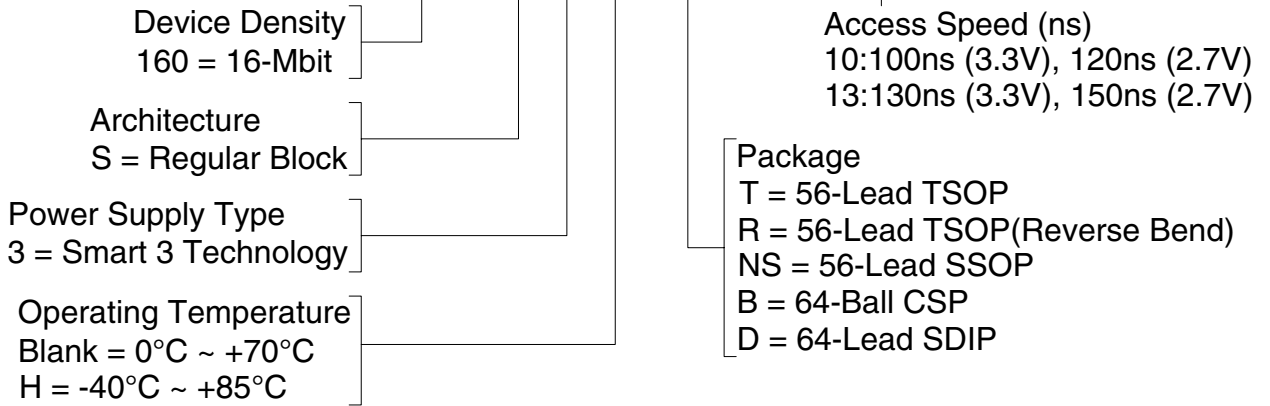 Device Density
160 = 16-Mbit
Architecture
S = Regular Block
Power Supply Type
3 = Smart 3 Technology
Operating Temperature
Blank = 0°C ~ +70°C
H = -40°C ~ +85°C
Access Speed (ns)
10:100ns (3.3V), 120ns (2.7V)
13:130ns (3.3V), 150ns (2.7V)
Package
T = 56-Lead TSOP
R = 56-Lead TSOP(Reverse Bend)
NS = 56-Lead SSOP
B = 64-Ball CSP
D = 64-Lead SDIP